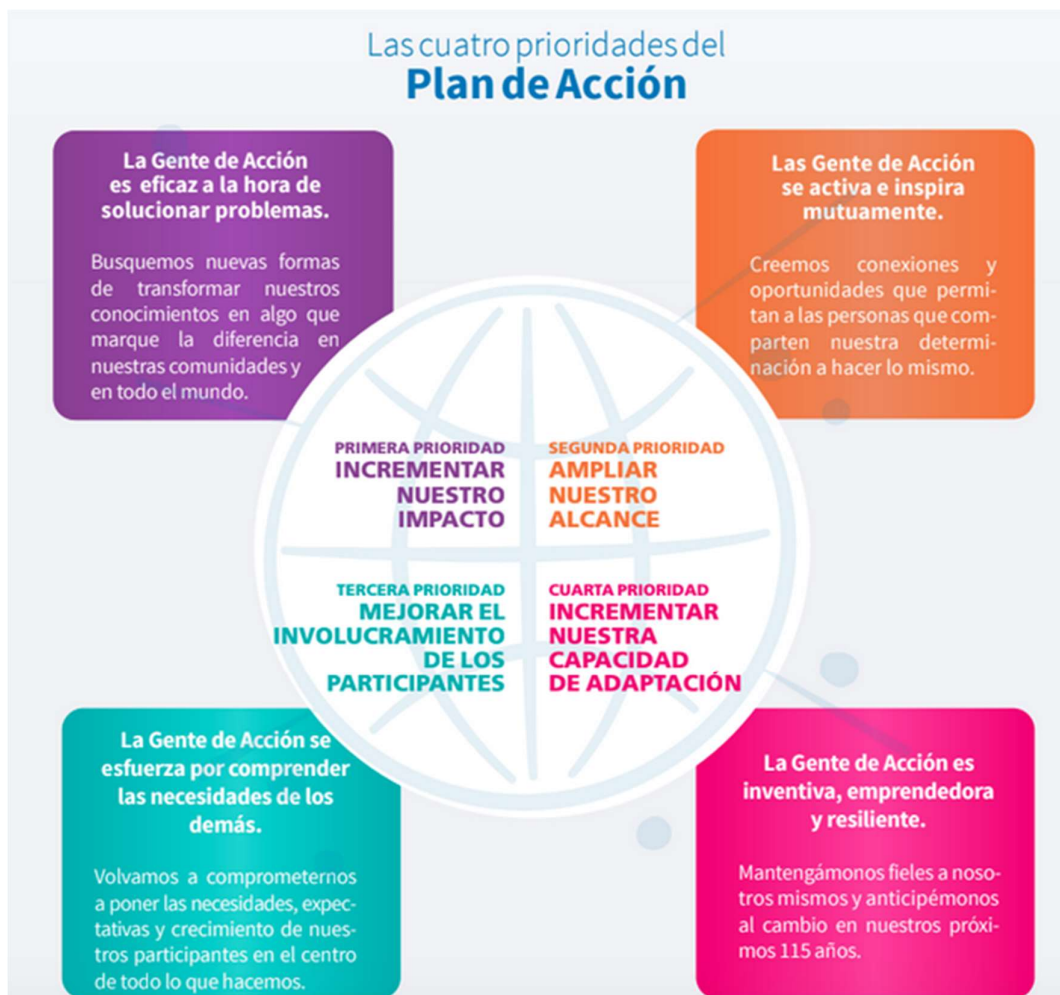 Las cuatro prioridades del
Plan de Acción
La Gente de Acción
es eficaz a la hora de
solucionar problemas.
Busquemos nuevas formas
de transformar nuestros
conocimientos en algo que
marque la diferencia en
nuestras comunidades y
en todo el mundo.
Las Gente de Acción
se activa e inspira
mutuamente.
Creemos conexiones y
oportunidades que permi-
tan a las personas que com-
parten nuestra determi-
nación a hacer lo mismo.
PRIMERA PRIORIDAD
INCREMENTAR
NUESTRO
IMPACTO
SEGUNDA PRIORIDAD
AMPLIAR
NUESTRO
ALCANCE
TERCERA PRIORIDAD
MEJORAR EL
INVOLUCRAMIENTO
DE LOS
PARTICIPANTES
CUARTA PRIORIDAD
INCREMENTAR
NUESTRA
CAPACIDAD
DE ADAPTACIÓN
La Gente de Acción se
esfuerza por comprender
las necesidades de los
demás.
Volvamos a comprometernos
a poner las necesidades, expec-
tativas y crecimiento de nues-
tros participantes en el centro
de todo lo que hacemos.
La Gente de Acción es
inventiva, emprendedora
y resiliente.
Mantengámonos fieles a noso-
tros mismos y anticipémonos
al cambio en nuestros próxi-
mos 115 años.